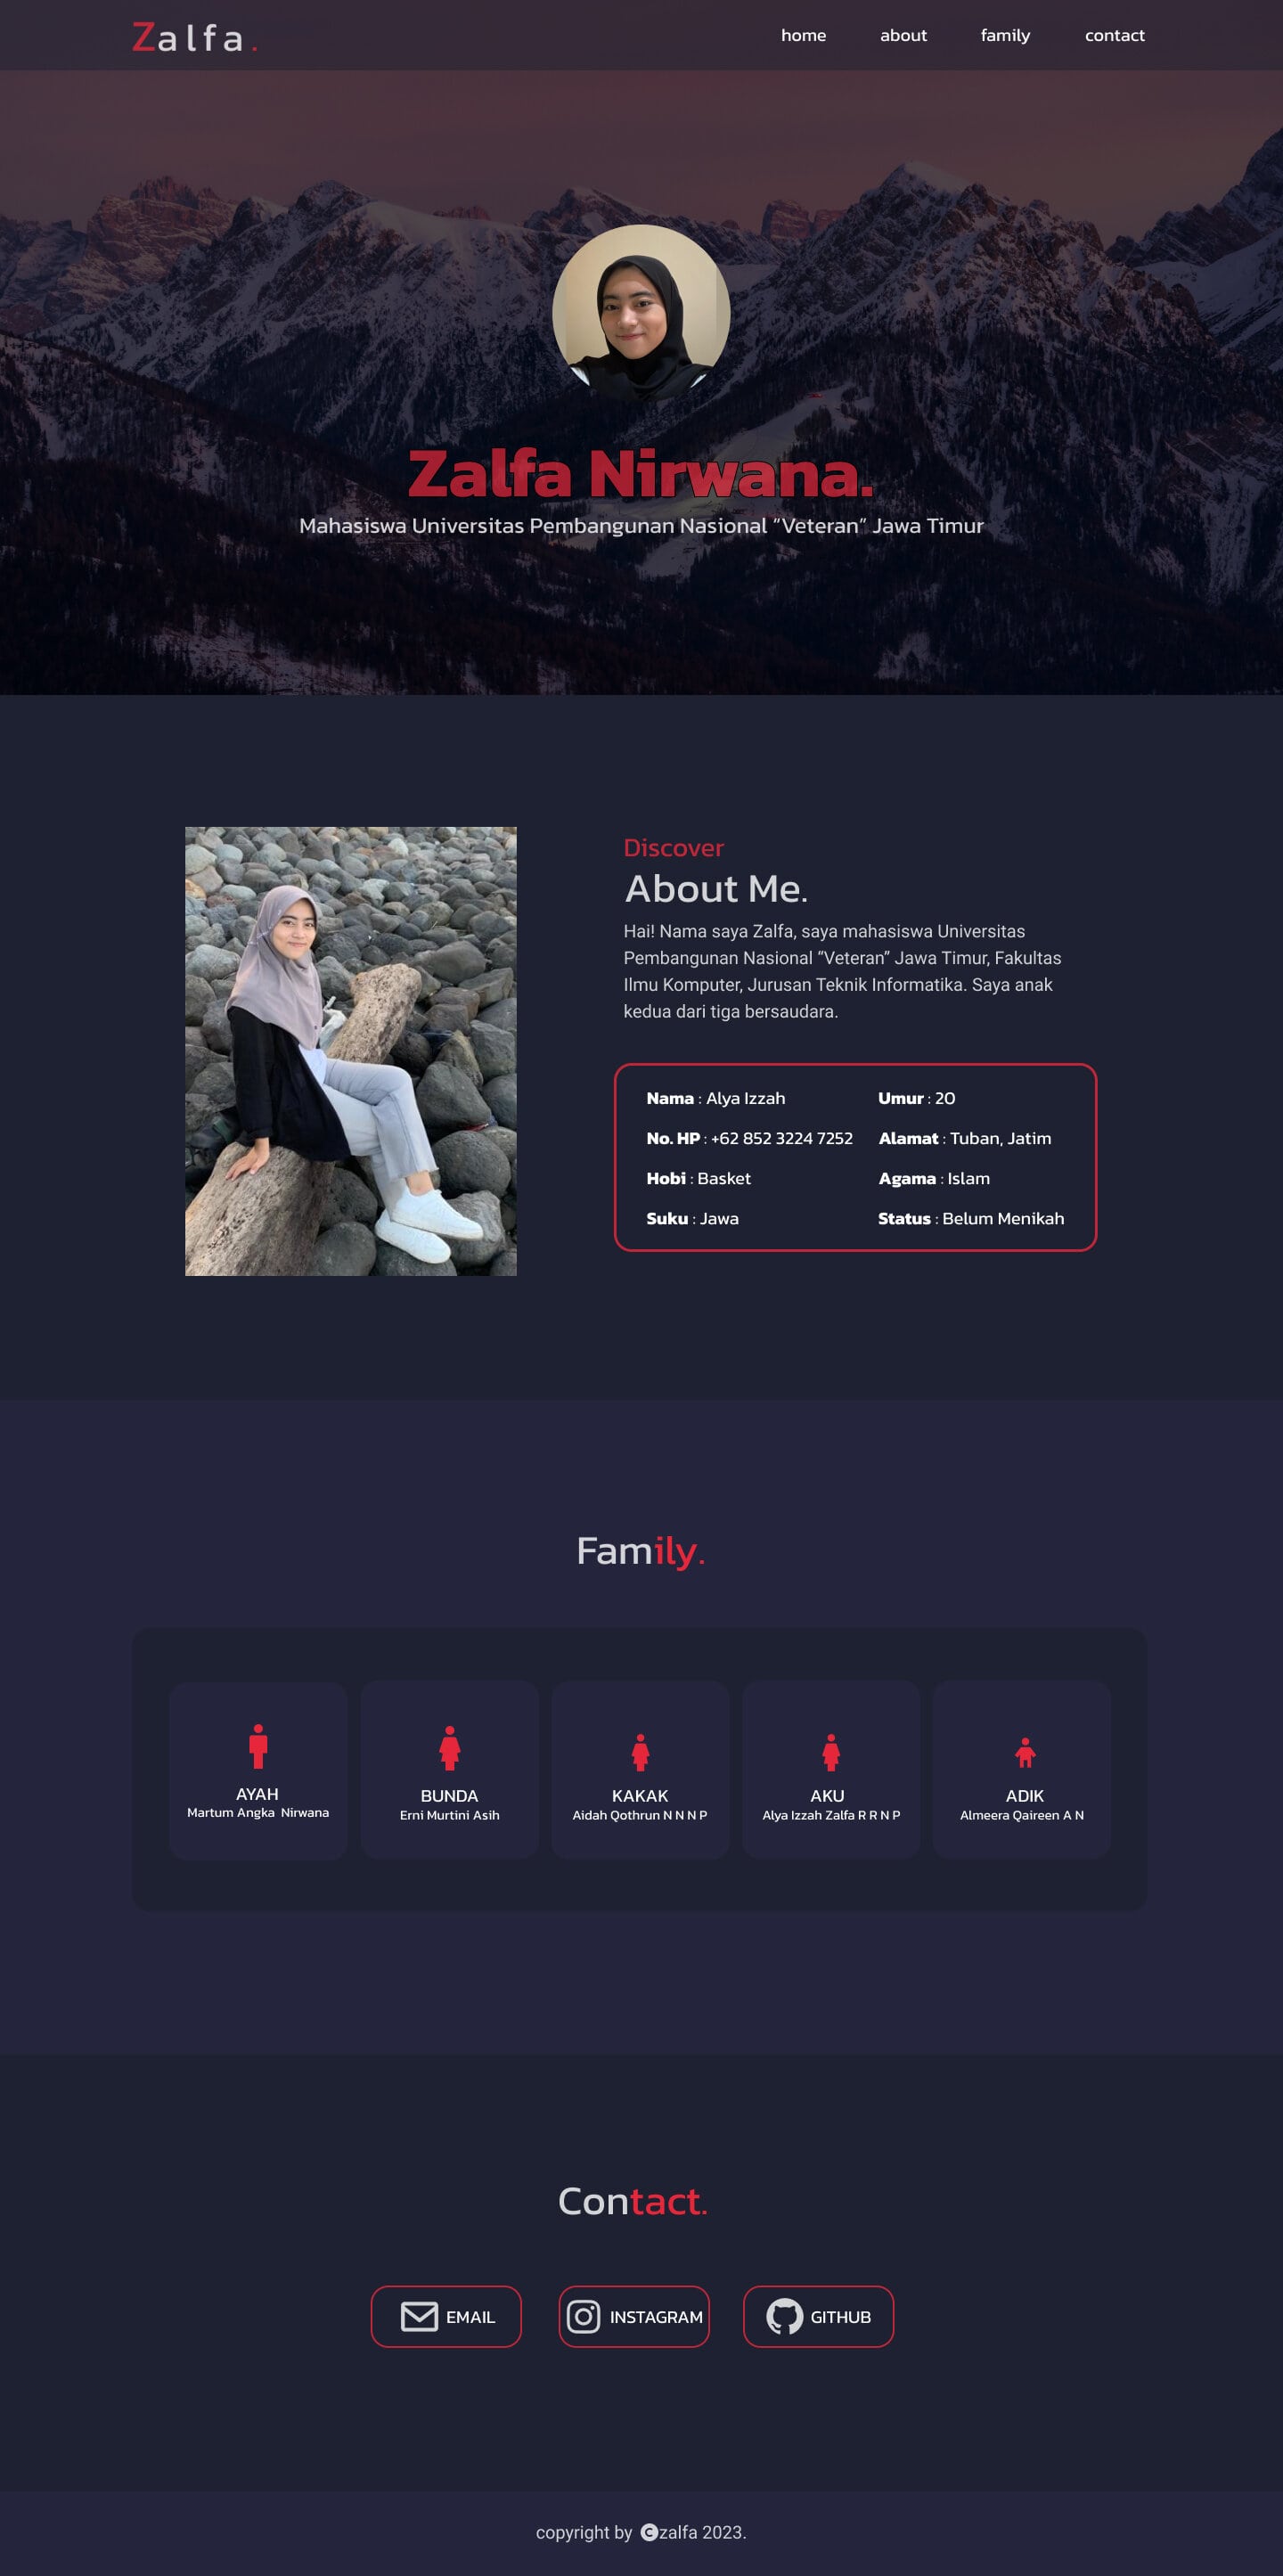 Zalfa.
home about family contact
Zalfa Nirwana.
Mahasiswa Universitas Pembangunan Nasional “Veteran” Jawa Timur
Discover
About Me.
Hai! Nama saya Zalfa, saya mahasiswa Universitas
Pembangunan Nasional “Veteran” Jawa Timur, Fakultas
Ilmu Komputer, Jurusan Teknik Informatika. Saya anak
kedua dari tiga bersaudara.
Nama : Alya Izzah
Umur : 20
No. HP : +62 852 3224 7252
Alamat : Tuban, Jatim
Hobi : Basket
Agama : Islam
Suku : Jawa
Status : Belum Menikah
Family.
AYAH
Martum Angka Nirwana
BUNDA
Erni Murtini Asih
KAKAK
Aidah Qothrun N N N P
AKU
Alya Izzah Zalfa R R N P
ADIK
Almeera Qaireen A N
Contact.
EMAIL
INSTAGRAM
GITHUB
copyright by ©zalfa 2023.